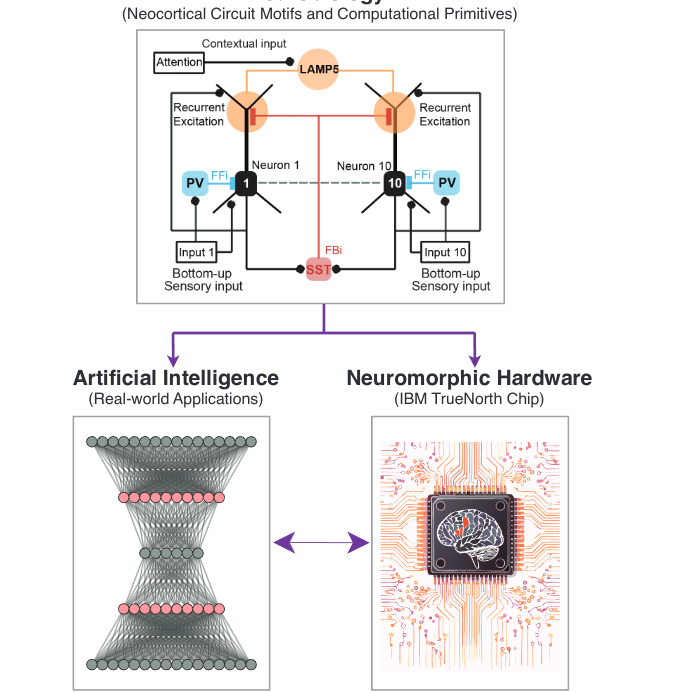 (Neocortical Circuit Motifs and Computational Primitives)
Contextual input
Attention
LAMP5
Recurrent
Excitation
Recurrent
Excitation
Neuron 1
Neuron 10
PV
FFi
1
10
FFi
PV
Input 1
FBi
Input 10
SST
Bottom-up
Sensory input
Bottom-up
Sensory input
Artificial Intelligence
(Real-world Applications)
Neuromorphic Hardware
(IBM TrueNorth Chip)